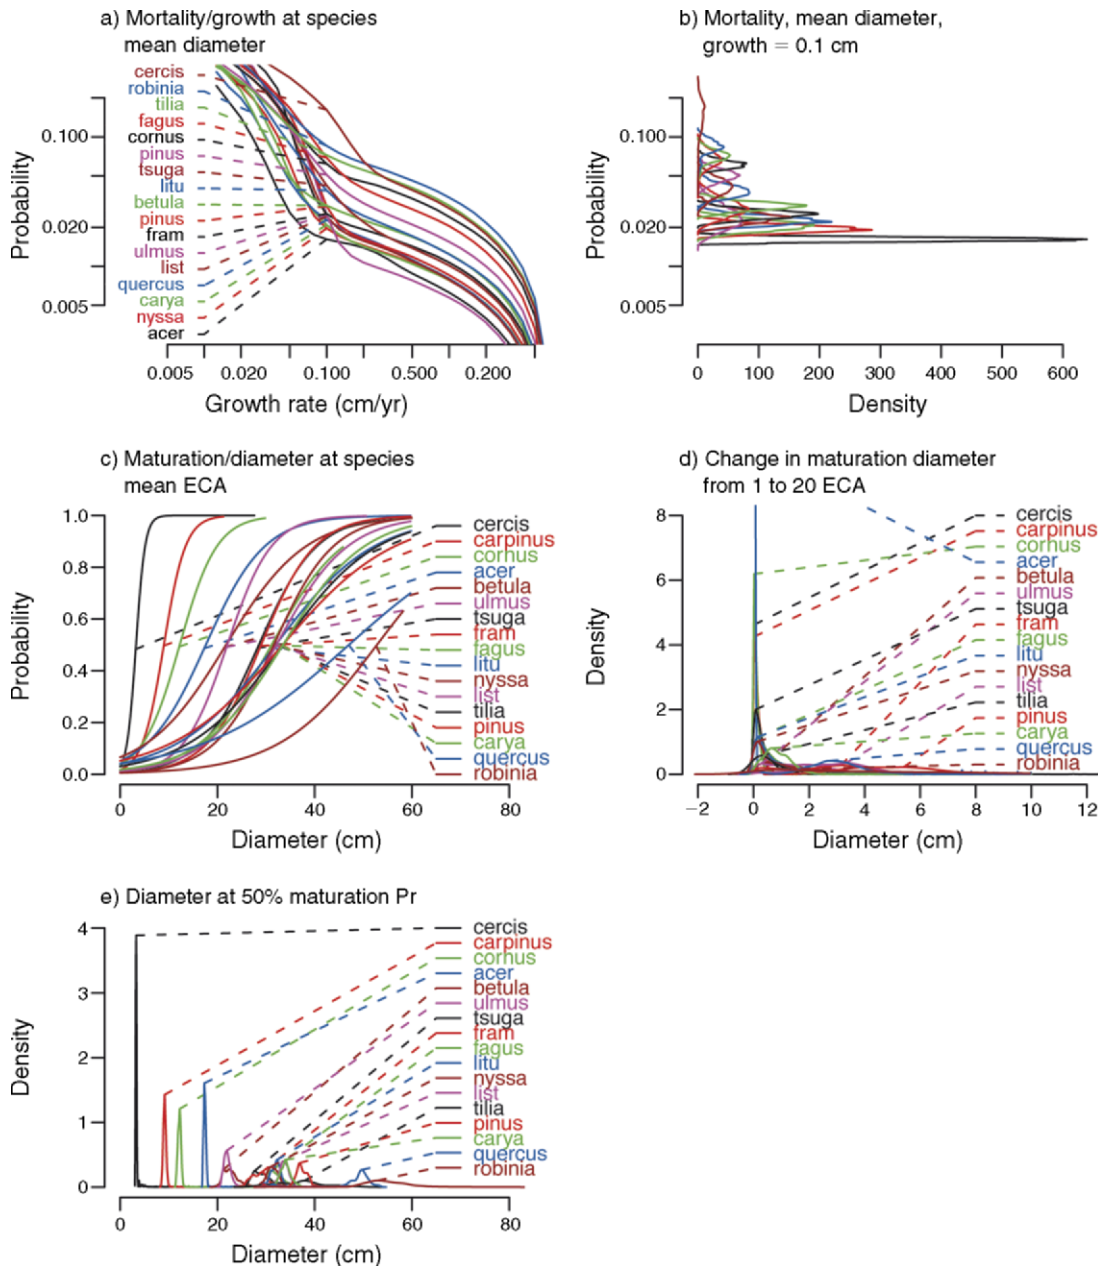 a) Mortality/growth at species
mean diameter
cercis
robinia
tilia
fagus
cornus
pinus
tsuga
litu
betula
pinus
fram
ulmus
list
quercus
carya
nyssa
acer
Probability
0.100
0.020
0.005
0.005 0.020 0.100 0.500 0.200
Growth rate (cm/yr)
b) Mortality, mean diameter,
growth = 0.1 cm
Probability
0.100
0.020
0.005
0 100 200 300 400 500 600
Density
c) Maturation/diameter at species
mean ECA
Probability
1.0
0.8
0.6
0.4
0.2
0.0
cercis
carpinus
cornus
acer
betula
ulmus
tsuga
fram
fagus
litu
nyssa
list
tilia
pinus
carya
quercus
robinia
0 20 40 60 80
Diameter (cm)
d) Change in maturation diameter
from 1 to 20 ECA
Density
8
6
4
2
0
cercis
carpinus
cornus
acer
betula
ulmus
tsuga
fram
fagus
litu
nyssa
list
tilia
pinus
carya
quercus
robinia
−2 0 2 4 6 8 10 12
Diameter (cm)
e) Diameter at 50% maturation Pr
Density
4
3
2
1
0
cercis
carpinus
cornus
acer
betula
ulmus
tsuga
fram
fagus
litu
nyssa
list
tilia
pinus
carya
quercus
robinia
0 20 40 60 80
Diameter (cm)